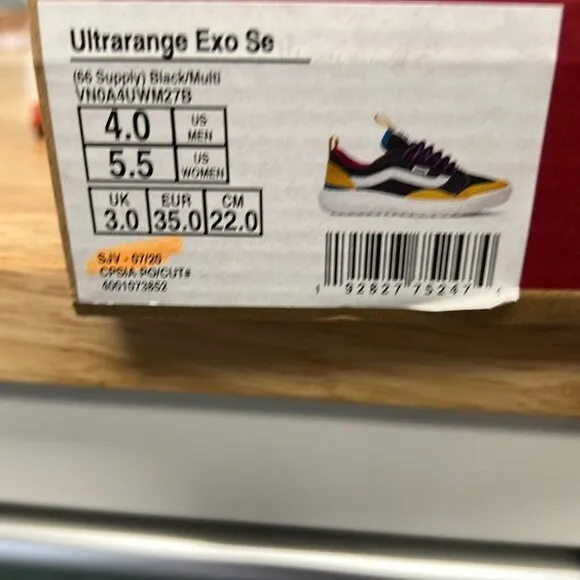 Ultrarange Exo Se
(66 Supply) Black/Multi
VN0A4UWM27B
4.0 US MEN
5.5 US WOMEN
UK 3.0 EUR 35.0 CM 22.0
SJV - 07/20
CPSIA PO/CUT#
4001073852
1 92827 75247